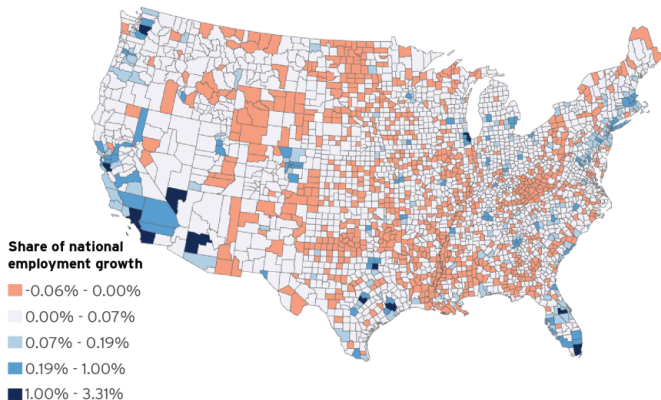 Share of national
employment growth
-0.06% - 0.00%
0.00% - 0.07%
0.07% - 0.19%
0.19% - 1.00%
1.00% - 3.31%